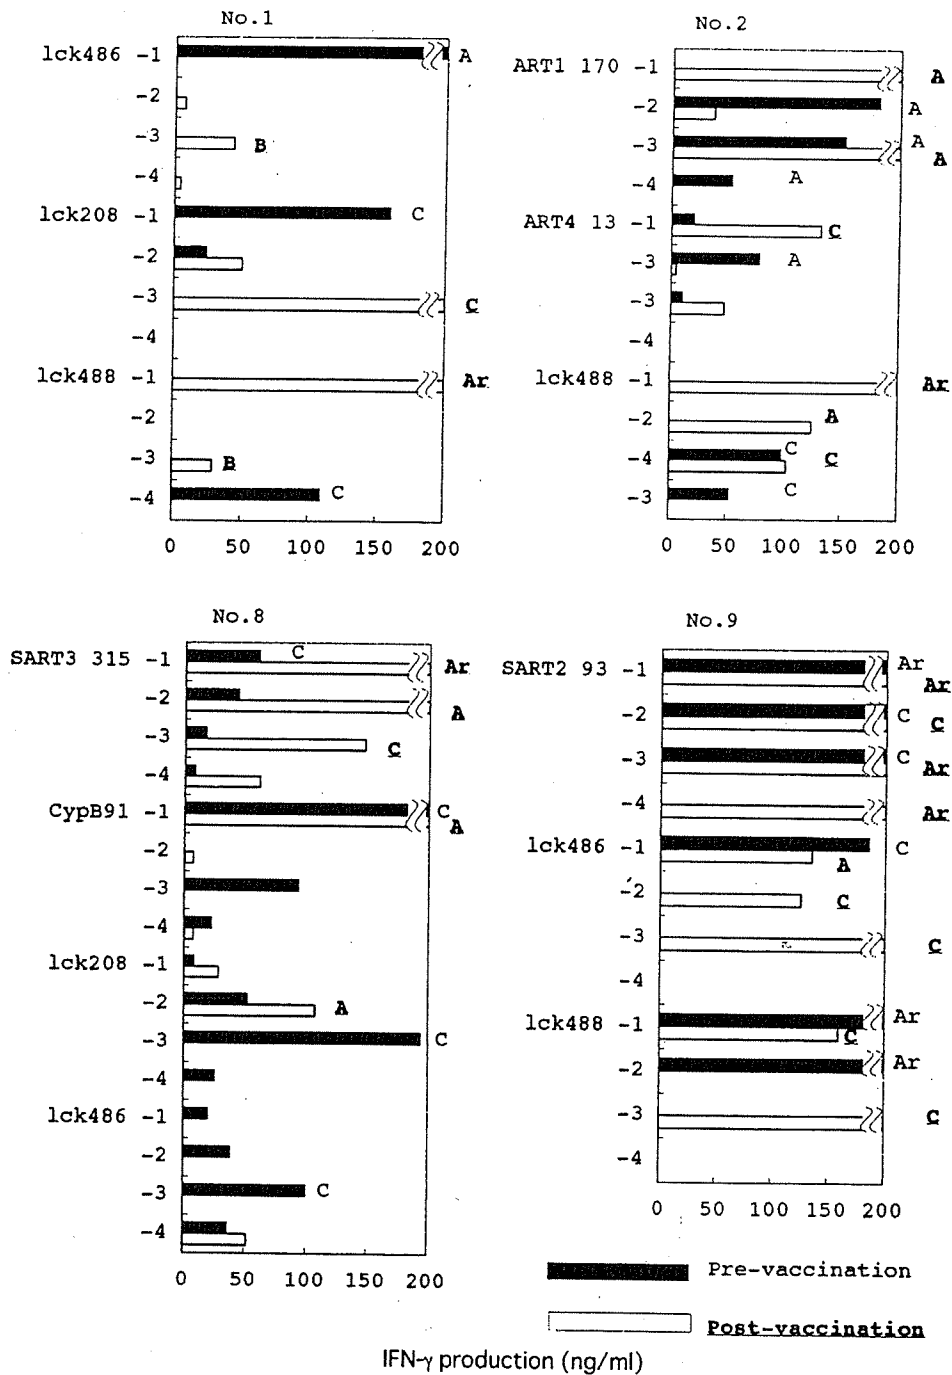 No.1
lck486 -1 A
-2
-3 B
-4
lck208 -1 C
-2
-3 C
-4
lck488 -1 Ar
-2
-3 B
-4 C
0 50 100 150 200
No.2
ART1 170 -1 A
-2 A
-3 A
A
-4 A
ART4 13 -1 C
-3 A
-3
-4
lck488 -1 Ar
-2 A
-4 C C
-3 C
0 50 100 150 200
No.8
SART3 315 -1 C Ar
-2 A
-3 C
-4
CypB91 -1 C
A
-2
-3
-4
lck208 -1
-2 A
-3 C
-4
lck486 -1
-2
-3 C
-4
0 50 100 150 200
No.9
SART2 93 -1 Ar
Ar
-2 C C
-3 C Ar
-4 Ar
lck486 -1 C
A
-2 C
-3 C
-4
lck488 -1 Ar
C
-2 Ar
-3 C
-4
0 50 100 150 200
Pre-vaccination
Post-vaccination
IFN-γ production (ng/ml)